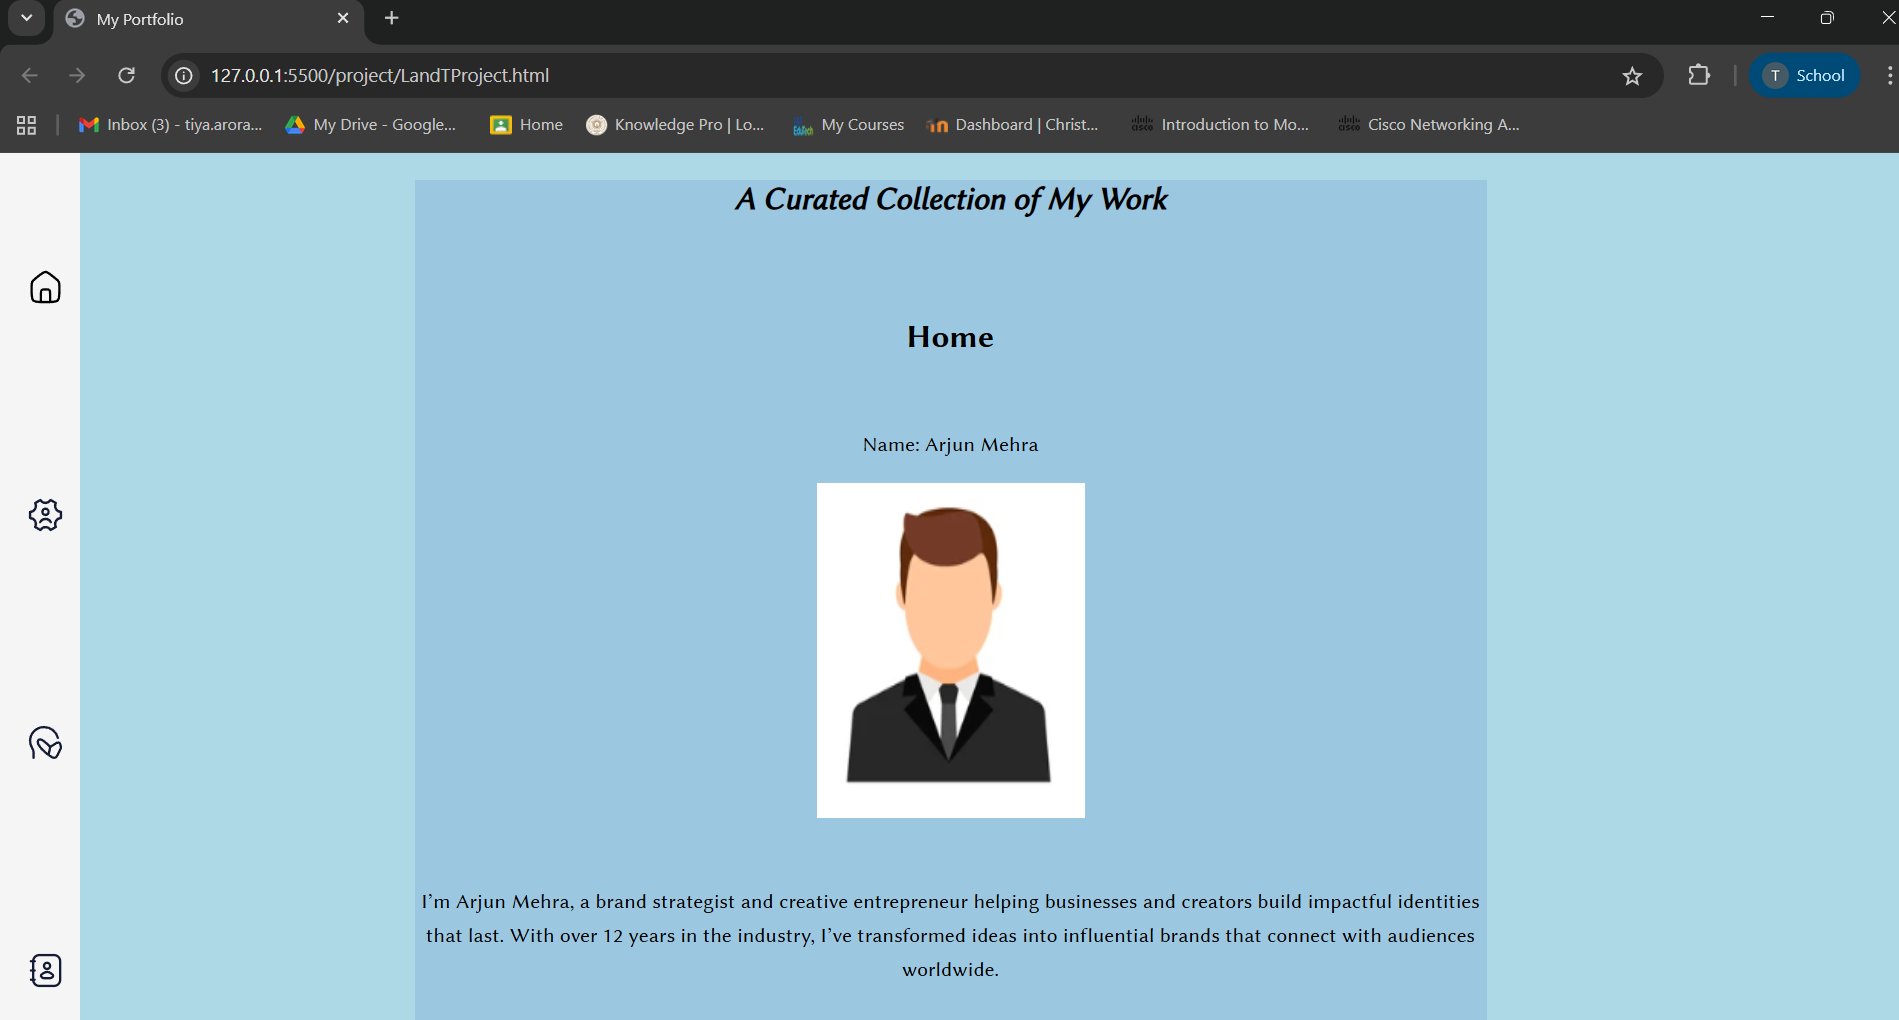 My Portfolio
127.0.0.1:5500/project/LandTProject.html
T School
Inbox (3) - tiya.arora... My Drive - Google... Home Knowledge Pro | Lo... My Courses Dashboard | Christ... Introduction to Mo... Cisco Networking A...
A Curated Collection of My Work
Home
Name: Arjun Mehra
I’m Arjun Mehra, a brand strategist and creative entrepreneur helping businesses and creators build impactful identities
that last. With over 12 years in the industry, I’ve transformed ideas into influential brands that connect with audiences
worldwide.